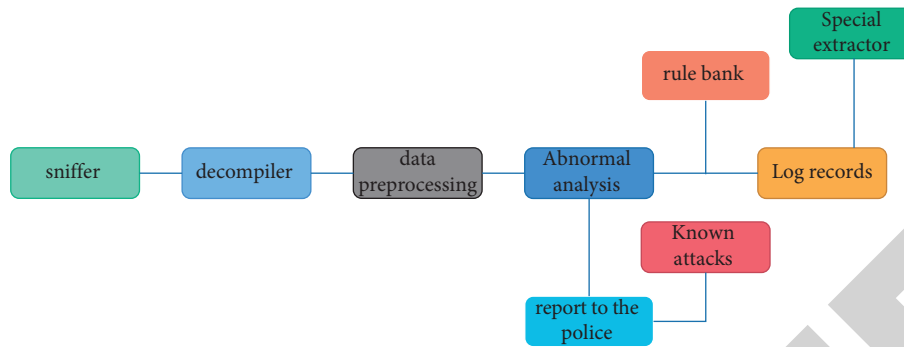 Special
extractor
rule bank
sniffer
decompiler
data
preprocessing
Abnormal
analysis
Log records
Known
attacks
report to the
police